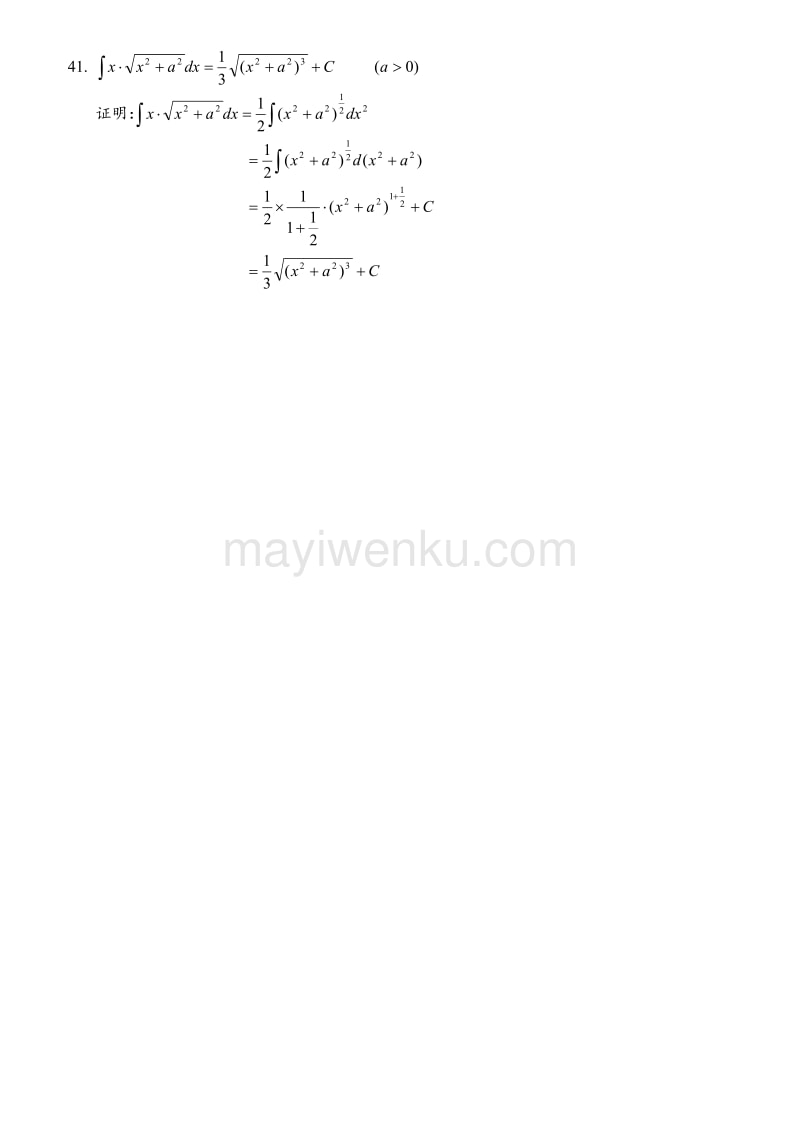 41. ∫x·√(x²+a²)dx = 1/3 √((x²+a²)³) + C (a > 0)
证明:∫x·√(x²+a²)dx = 1/2 ∫(x²+a²)^(1/2) dx²
= 1/2 ∫(x²+a²)^(1/2) d(x²+a²)
= 1/2 × 1/(1+1/2) ·(x²+a²)^(1+1/2) + C
= 1/3 √((x²+a²)³) + C
mayiwenku.com